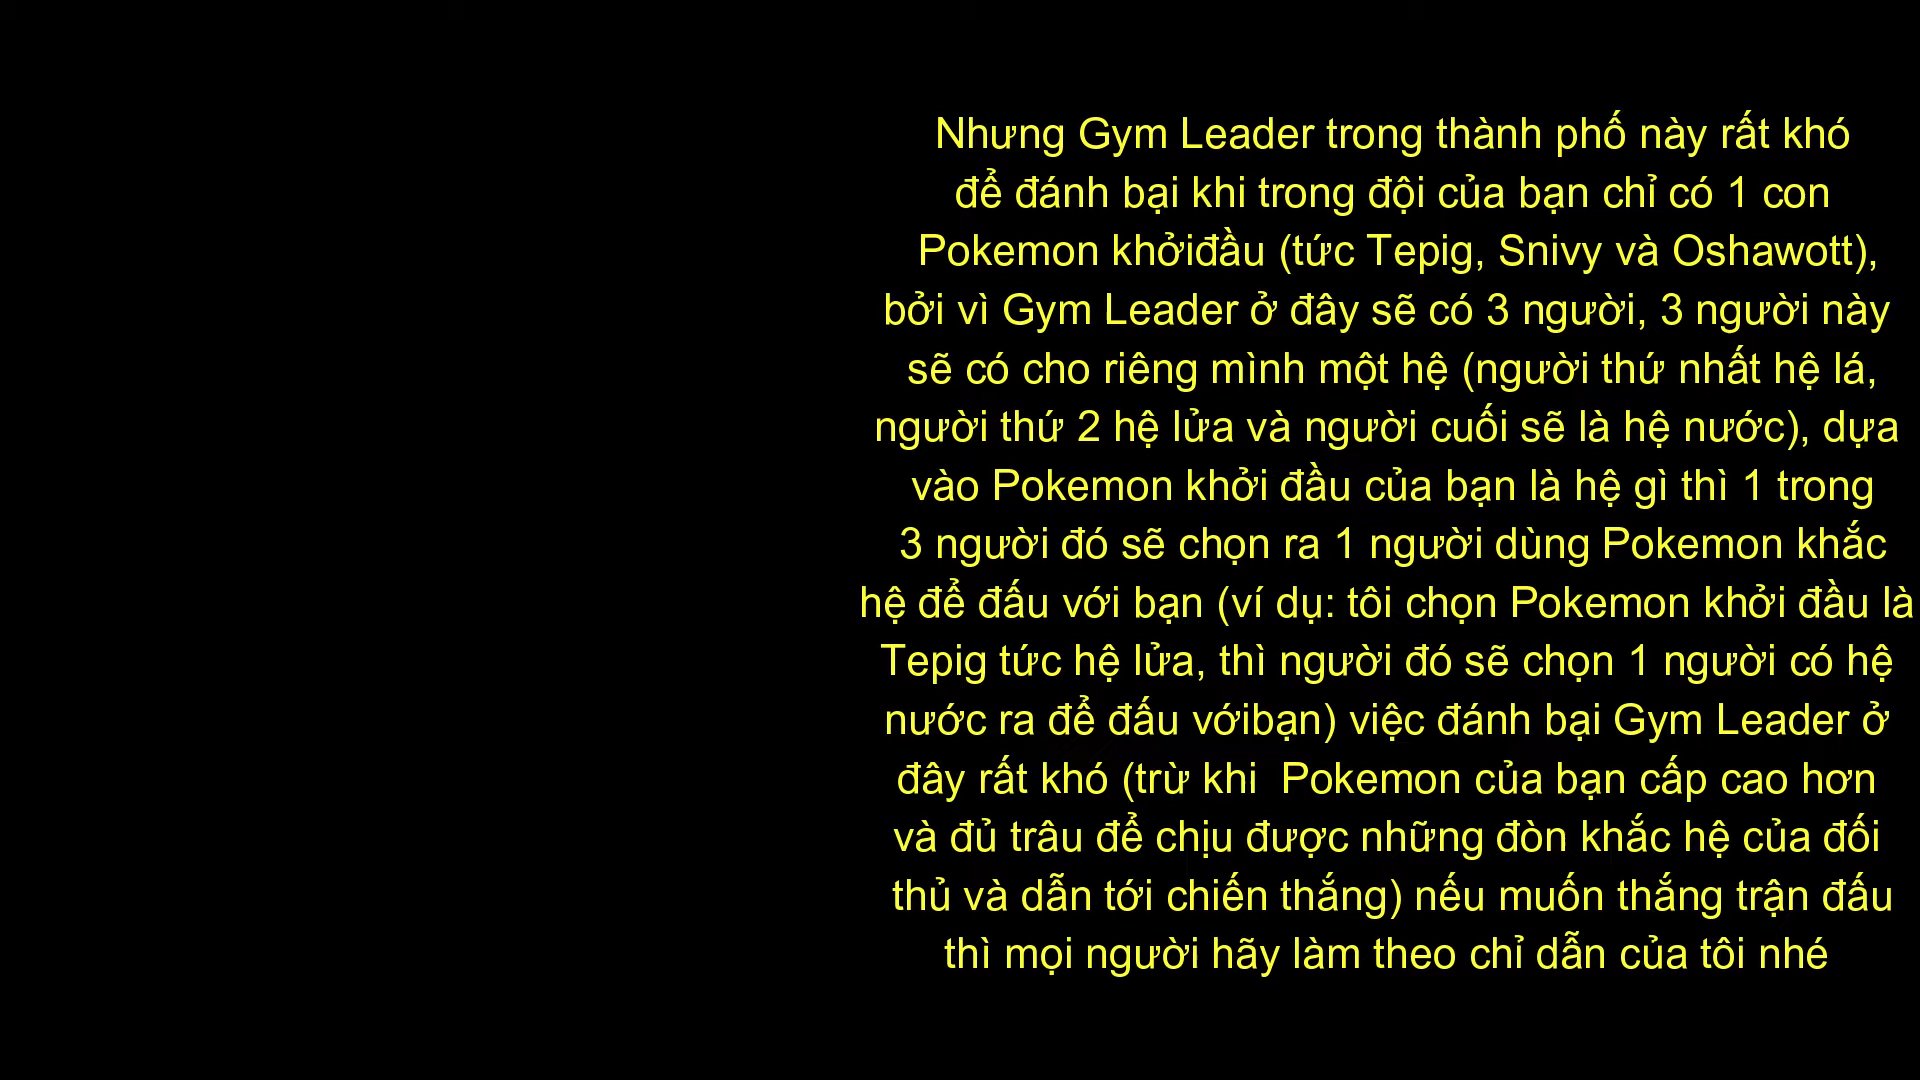 Nhưng Gym Leader trong thành phố này rất khó
để đánh bại khi trong đội của bạn chỉ có 1 con
Pokemon khởiđầu (tức Tepig, Snivy và Oshawott),
bởi vì Gym Leader ở đây sẽ có 3 người, 3 người này
sẽ có cho riêng mình một hệ (người thứ nhất hệ lá,
người thứ 2 hệ lửa và người cuối sẽ là hệ nước), dựa
vào Pokemon khởi đầu của bạn là hệ gì thì 1 trong
3 người đó sẽ chọn ra 1 người dùng Pokemon khắc
hệ để đấu với bạn (ví dụ: tôi chọn Pokemon khởi đầu là
Tepig tức hệ lửa, thì người đó sẽ chọn 1 người có hệ
nước ra để đấu vớibạn) việc đánh bại Gym Leader ở
đây rất khó (trừ khi  Pokemon của bạn cấp cao hơn
và đủ trâu để chịu được những đòn khắc hệ của đối
thủ và dẫn tới chiến thắng) nếu muốn thắng trận đấu
thì mọi người hãy làm theo chỉ dẫn của tôi nhé